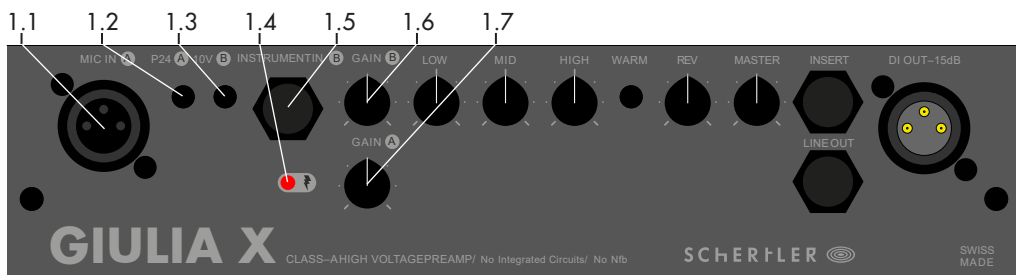 1.1 1.2 1.3 1.4 1.5 1.6 1.7
MIC IN A P24 A 10V B INSTRUMENTIN B GAIN B LOW MID HIGH WARM REV MASTER INSERT DI OUT–15dB
GAIN A LINE OUT
GIULIA X CLASS–AHIGH VOLTAGEPREAMP/ No Integrated Circuits/ No Nfb SCHERTLER SWISS
MADE